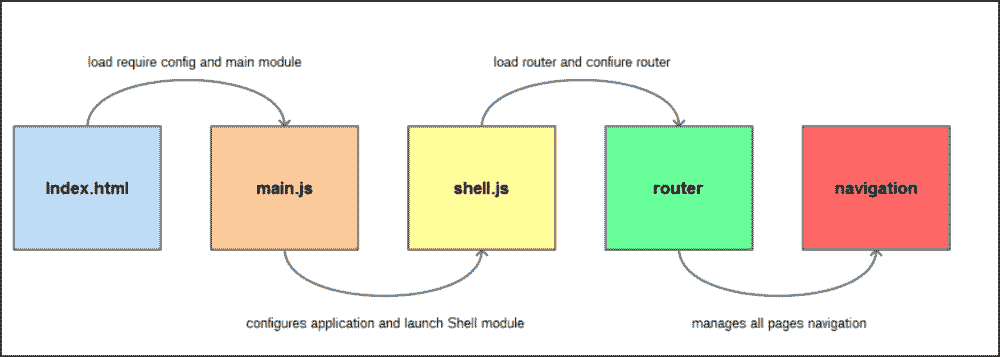 load require config and main module
load router and confiure router
Index.html
main.js
shell.js
router
navigation
configures application and launch Shell module
manages all pages navigation